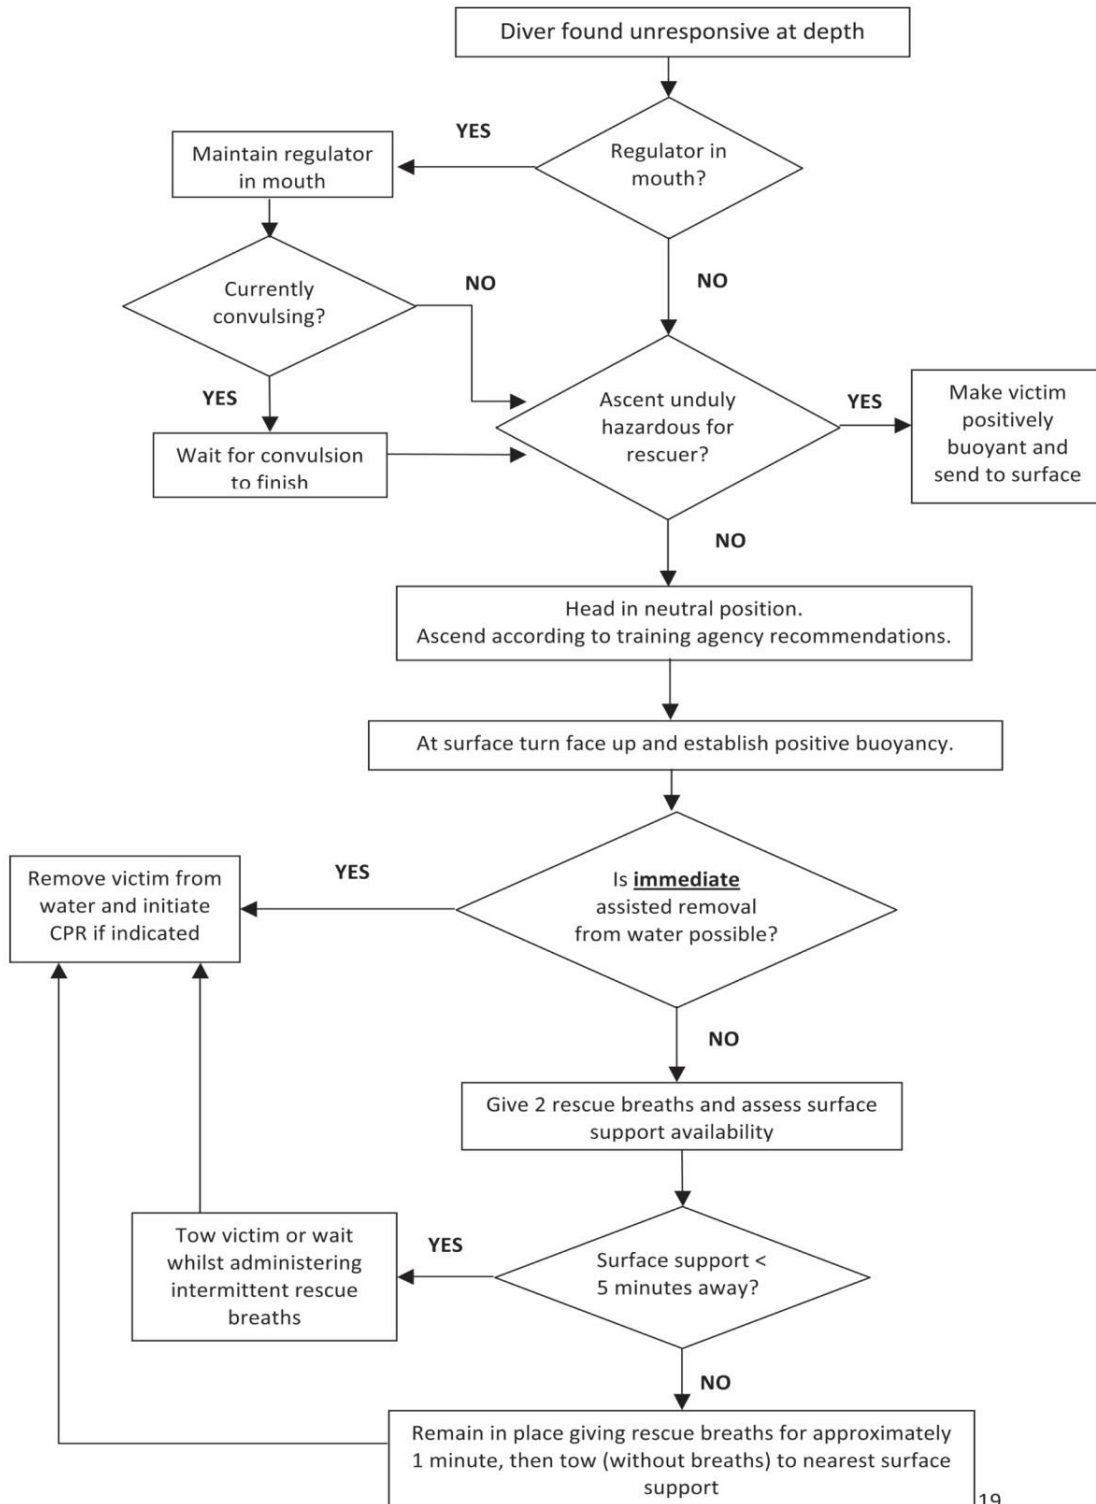 Diver found unresponsive at depth
YES
Regulator in
mouth?
Maintain regulator
in mouth
NO
Currently
convulsing?
NO
YES
Wait for convulsion
to finish
Ascent unduly
hazardous for
rescuer?
YES
Make victim
positively
buoyant and
send to surface
NO
Head in neutral position.
Ascend according to training agency recommendations.
At surface turn face up and establish positive buoyancy.
Is immediate
assisted removal
from water possible?
YES
Remove victim from
water and initiate
CPR if indicated
NO
Give 2 rescue breaths and assess surface
support availability
Surface support <
5 minutes away?
YES
Tow victim or wait
whilst administering
intermittent rescue
breaths
NO
Remain in place giving rescue breaths for approximately
1 minute, then tow (without breaths) to nearest surface
support
19